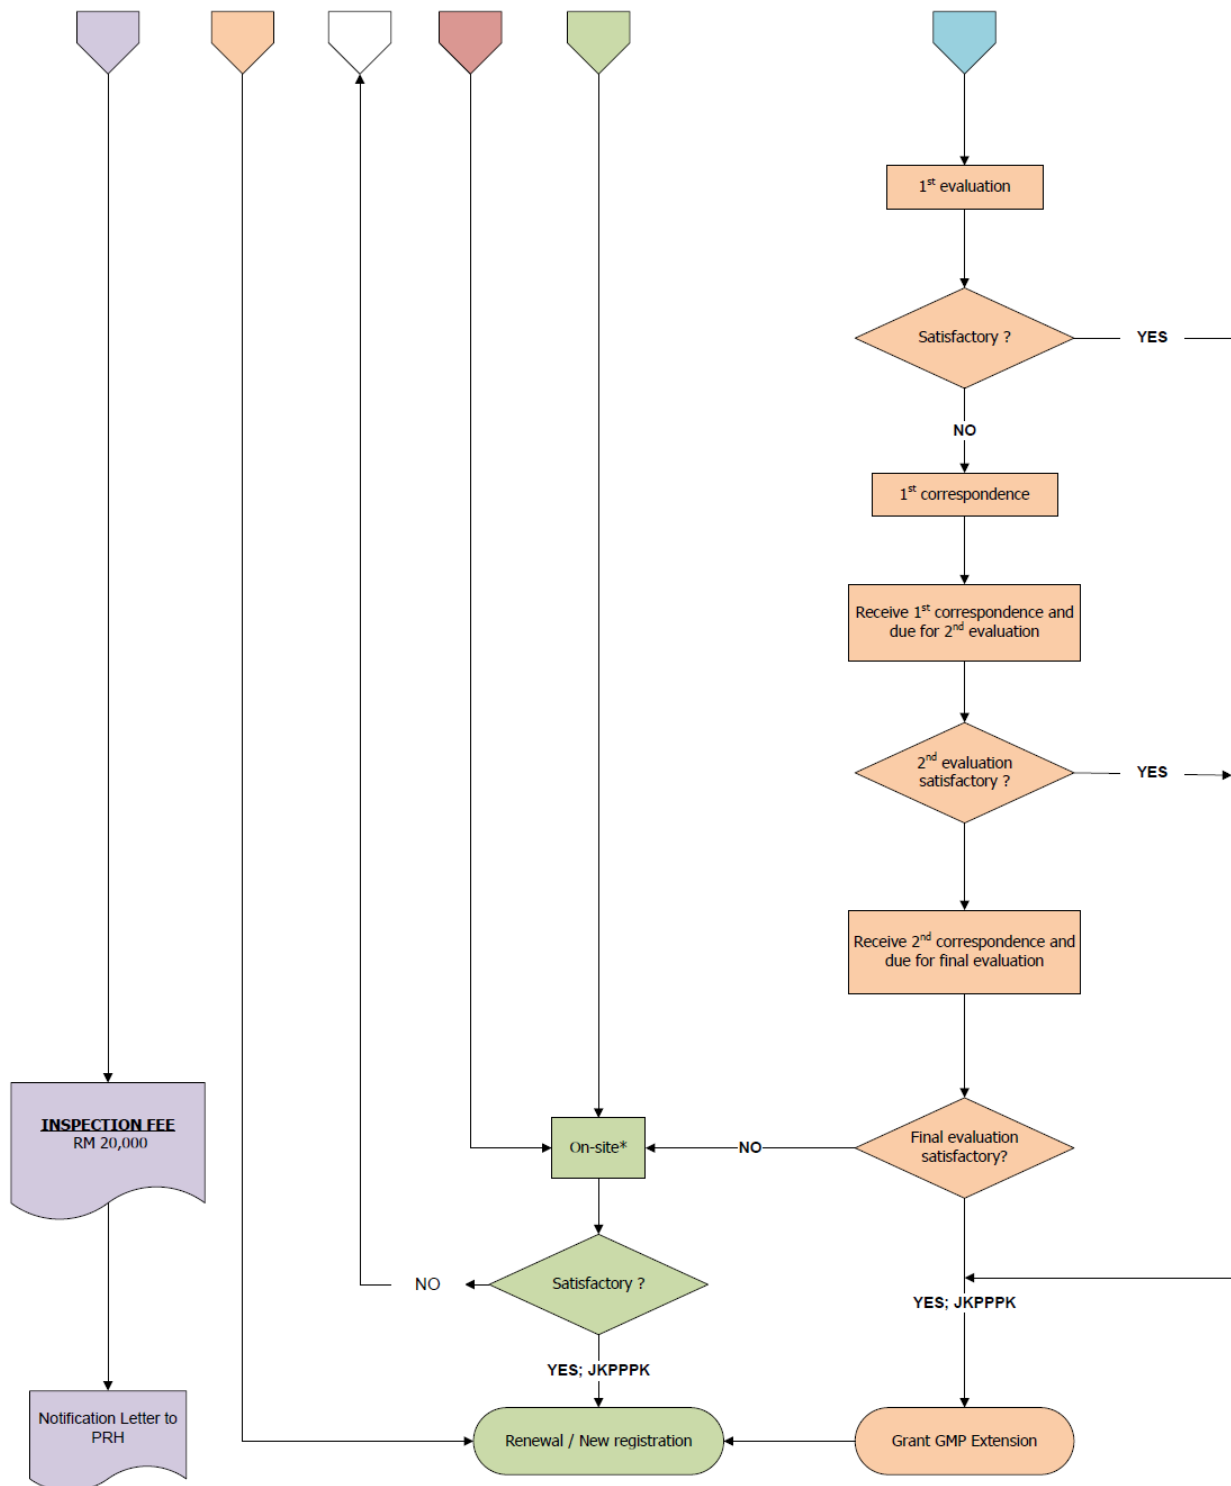 1st evaluation
Satisfactory ?
YES
NO
1st correspondence
Receive 1st correspondence and
due for 2nd evaluation
2nd evaluation
satisfactory ?
YES
Receive 2nd correspondence and
due for final evaluation
INSPECTION FEE
RM 20,000
On-site*
NO
Final evaluation
satisfactory?
NO
Satisfactory ?
YES; JKPPPK
YES; JKPPPK
Notification Letter to
PRH
Renewal / New registration
Grant GMP Extension